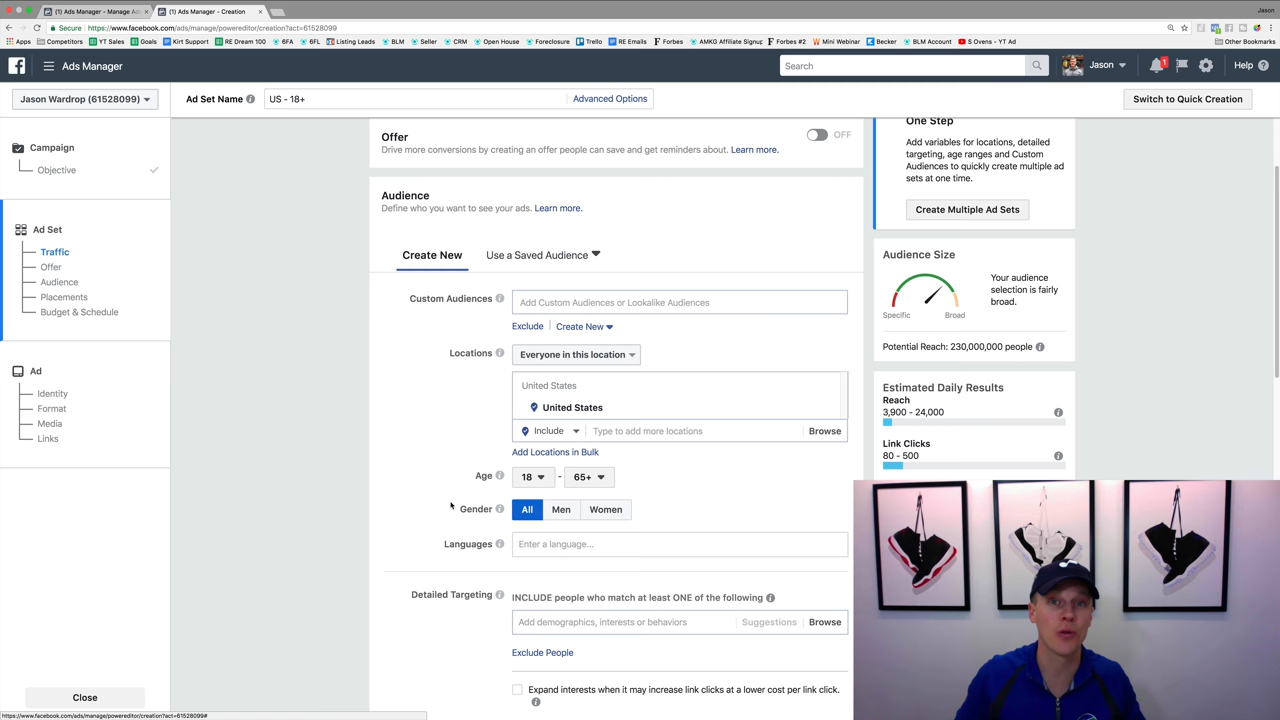 (1) Ads Manager - Manage Ad
(1) Ads Manager - Creation
Jason
Secure
https://www.facebook.com/ads/manage/powereditor/creation?act=61528099
Apps
Competitors
YT Sales
Goals
Kirt Support
RE Dream 100
6FA
6FL
Listing Leads
BLM
Seller
CRM
Open House
Foreclosure
Trello
RE Emails
Forbes
AMKG Affiliate Signup
Forbes #2
Mini Webinar
Becker
BLM Account
S Ovens - YT Ad
Other Bookmarks
Ads Manager
Search
Jason
1
Help
Jason Wardrop (61528099)
Ad Set Name
US - 18+
Advanced Options
Switch to Quick Creation
Campaign
Objective
Ad Set
Traffic
Offer
Audience
Placements
Budget & Schedule
Ad
Identity
Format
Media
Links
Close
Offer
OFF
Drive more conversions by creating an offer people can save and get reminders about. Learn more.
Audience
Define who you want to see your ads. Learn more.
Create New
Use a Saved Audience
Custom Audiences
Add Custom Audiences or Lookalike Audiences
Exclude
Create New
Locations
Everyone in this location
United States
United States
Include
Type to add more locations
Browse
Add Locations in Bulk
Age
18
-
65+
Gender
All
Men
Women
Languages
Enter a language...
Detailed Targeting
INCLUDE people who match at least ONE of the following
Add demographics, interests or behaviors
Suggestions
Browse
Exclude People
Expand interests when it may increase link clicks at a lower cost per link click.
One Step
Add variables for locations, detailed
targeting, age ranges and Custom
Audiences to quickly create multiple ad
sets at one time.
Create Multiple Ad Sets
Audience Size
Your audience
selection is fairly
broad.
Specific
Broad
Potential Reach: 230,000,000 people
Estimated Daily Results
Reach
3,900 - 24,000
Link Clicks
80 - 500
https://www.facebook.com/ads/manage/powereditor/creation?act=61528099#